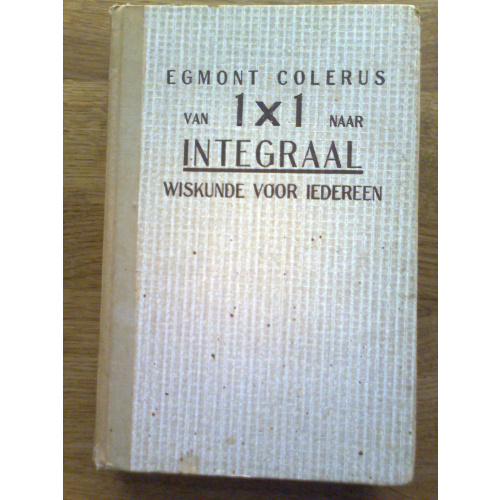 EGMONT COLERUS
VAN 1x1 NAAR
INTEGRAAL
WISKUNDE VOOR IEDEREEN